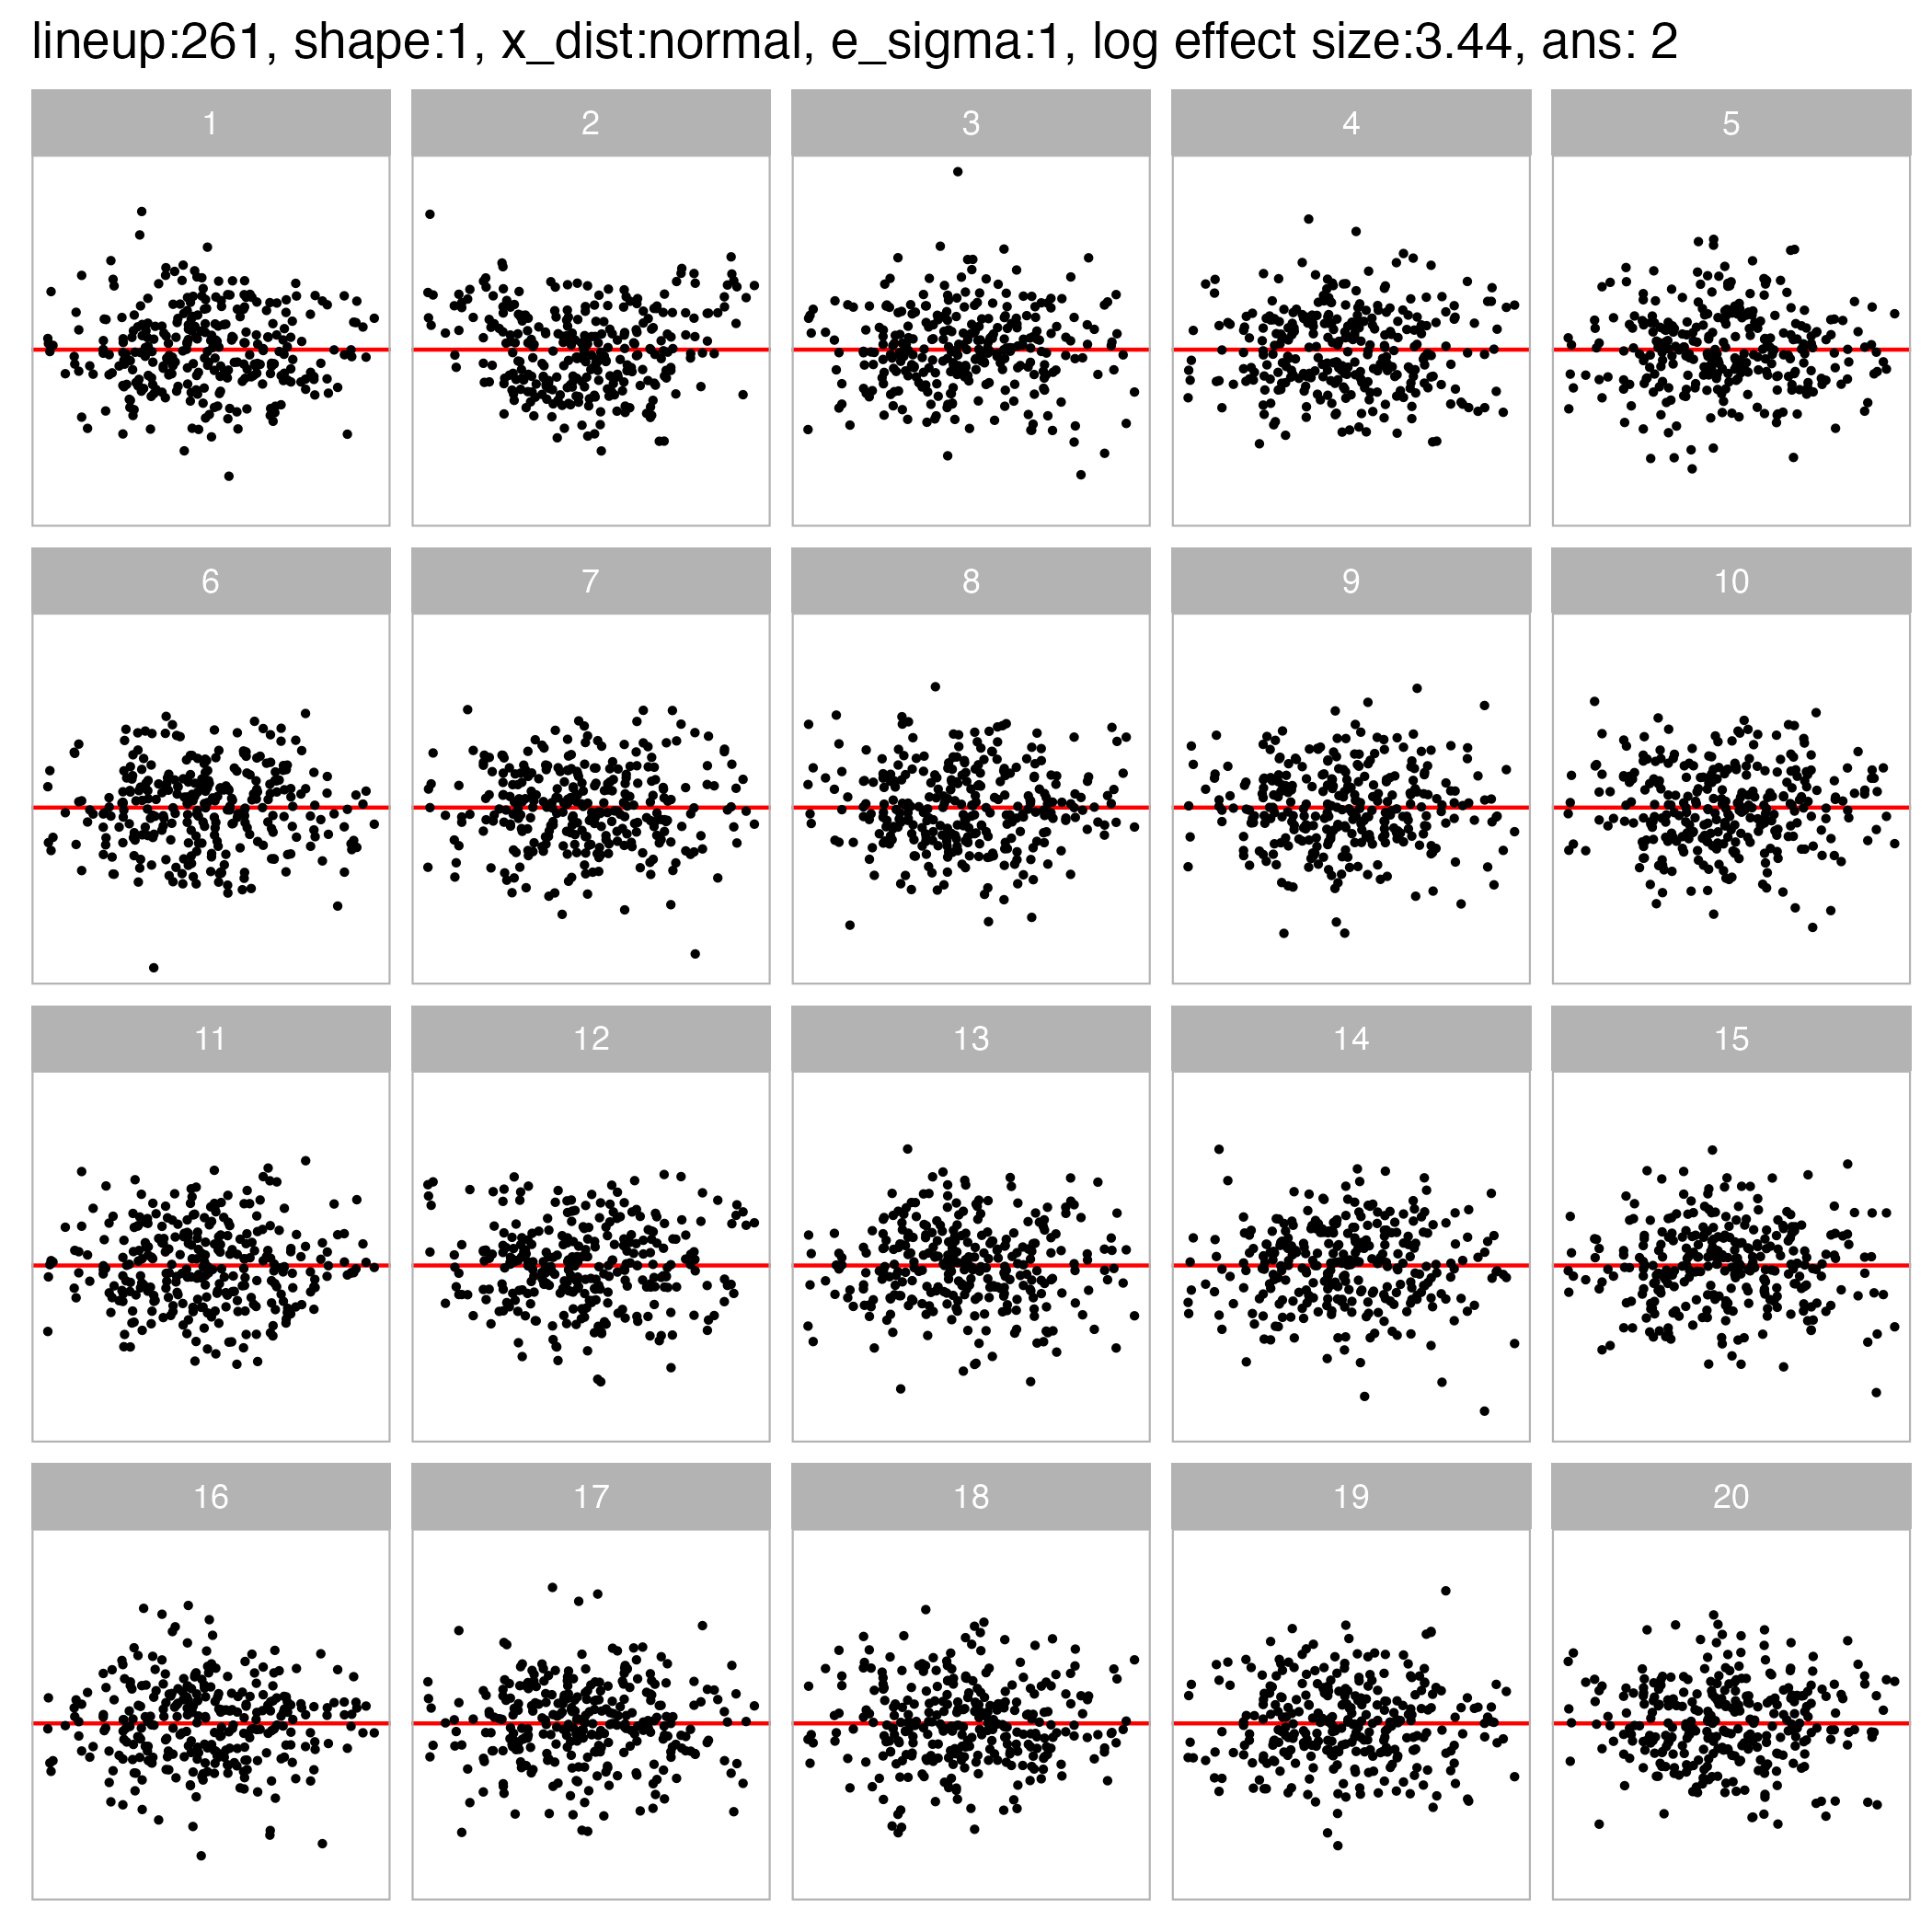 lineup:261, shape:1, x_dist:normal, e_sigma:1, log effect size:3.44, ans: 2
1 2 3 4 5
6 7 8 9 10
11 12 13 14 15
16 17 18 19 20